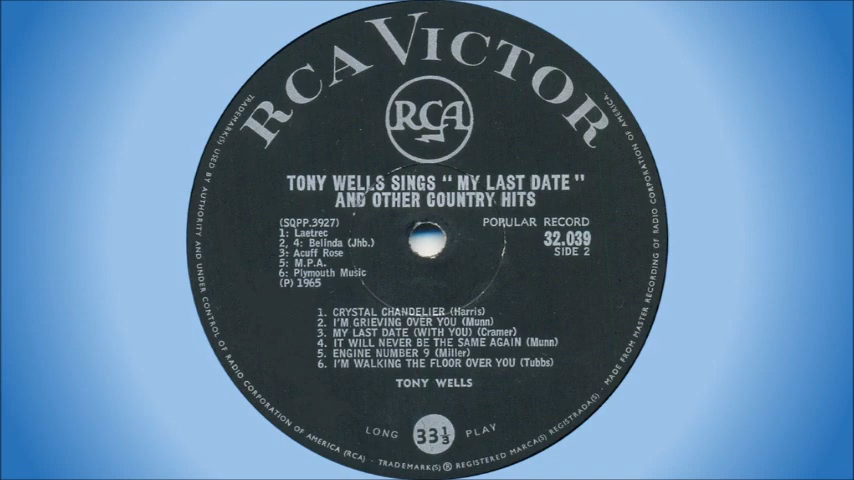 RCA VICTOR
RCA
TONY WELLS SINGS " MY LAST DATE "
AND OTHER COUNTRY HITS
(SQPP.3927)
1: Laetrec
2, 4: Belinda (Jhb.)
3: Acuff Rose
5: M.P.A.
6: Plymouth Music
(P) 1965
POPULAR RECORD
32.039
SIDE 2
1. CRYSTAL CHANDELIER (Harris)
2. I'M GRIEVING OVER YOU (Munn)
3. MY LAST DATE (WITH YOU) (Cramer)
4. IT WILL NEVER BE THE SAME AGAIN (Munn)
5. ENGINE NUMBER 9 (Miller)
6. I'M WALKING THE FLOOR OVER YOU (Tubbs)
TONY WELLS
LONG 33⅓ PLAY
TRADEMARK(S) USED BY AUTHORITY AND UNDER CONTROL OF RADIO CORPORATION OF AMERICA (RCA) - TRADEMARK(S) ® REGISTERED MARCA(S) REGISTRADA(S) - MADE FROM MASTER RECORDING OF RADIO CORPORATION OF AMERICA.